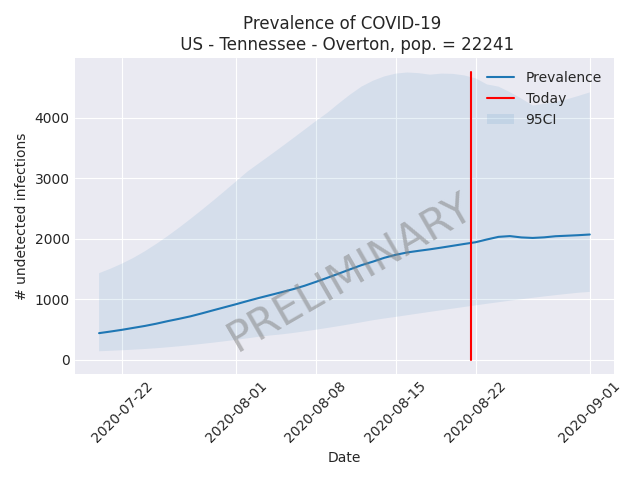 Prevalence of COVID-19
US - Tennessee - Overton, pop. = 22241
Prevalence
Today
95CI
# undetected infections
4000
3000
2000
1000
0
PRELIMINARY
2020-07-22
2020-08-01
2020-08-08
2020-08-15
2020-08-22
2020-09-01
Date